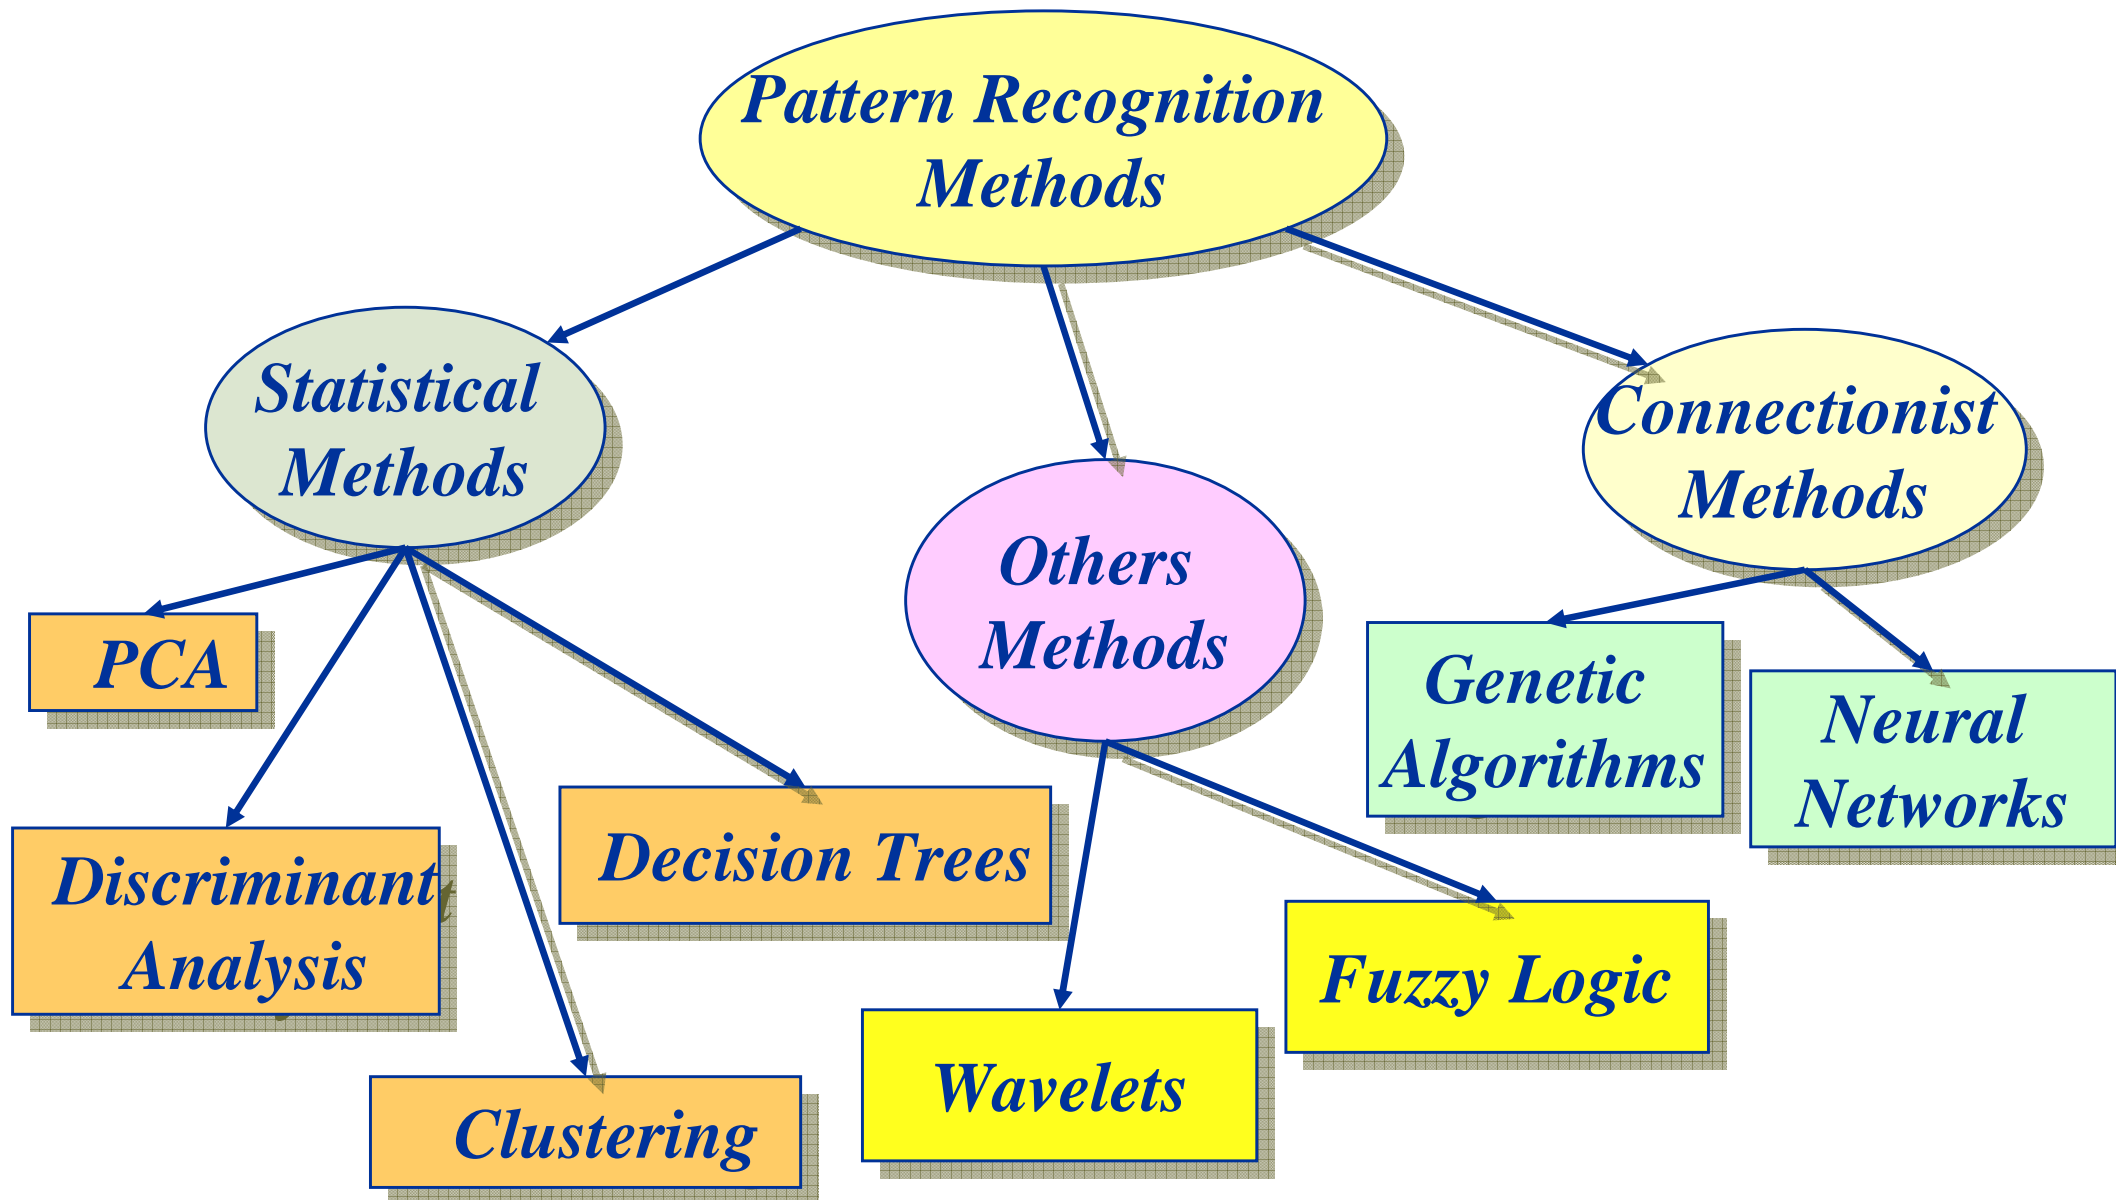 Pattern Recognition
Methods
Statistical
Methods
Others
Methods
Connectionist
Methods
PCA
Discriminant
Analysis
Clustering
Decision Trees
Wavelets
Fuzzy Logic
Genetic
Algorithms
Neural
Networks